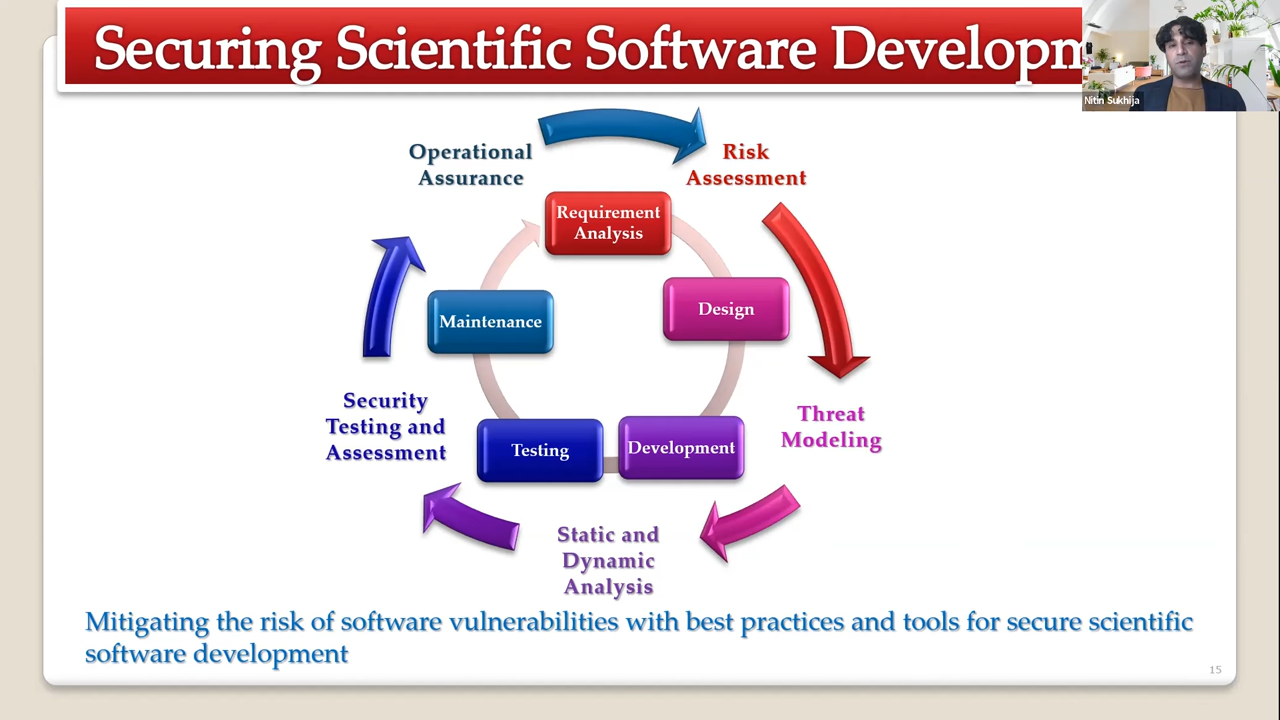 Securing Scientific Software Developm
Nitin Sukhija
Operational
Assurance
Risk
Assessment
Requirement
Analysis
Design
Maintenance
Security
Testing and
Assessment
Threat
Modeling
Testing
Development
Static and
Dynamic
Analysis
Mitigating the risk of software vulnerabilities with best practices and tools for secure scientific
software development
15